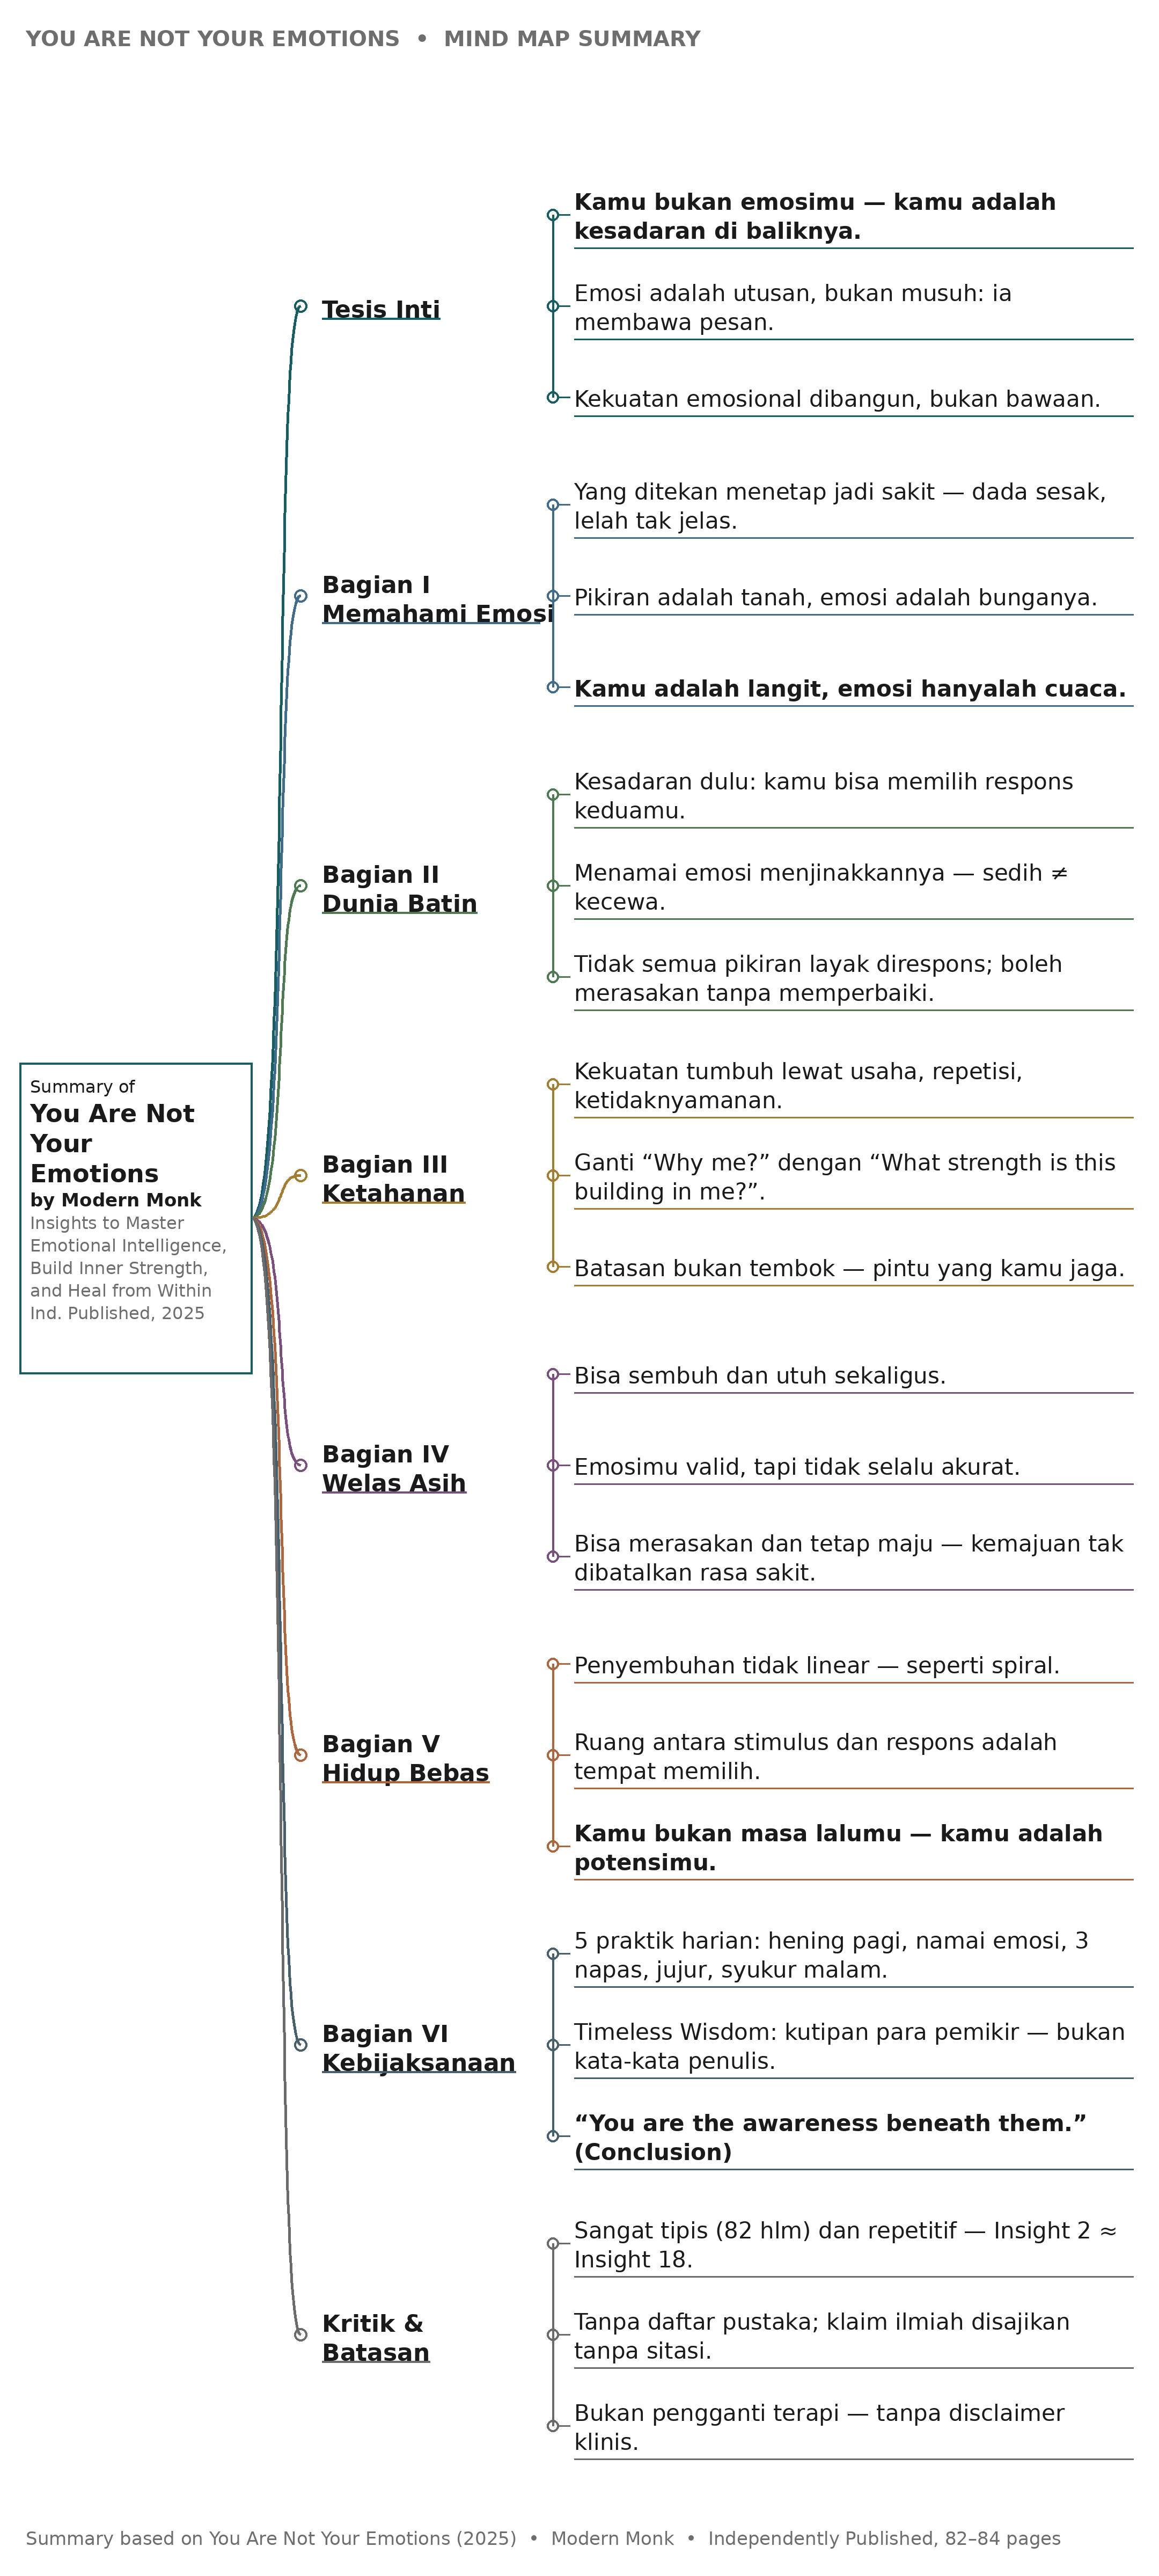 YOU ARE NOT YOUR EMOTIONS • MIND MAP SUMMARY
Summary of
You Are Not
Your
Emotions
by Modern Monk
Insights to Master
Emotional Intelligence,
Build Inner Strength,
and Heal from Within
Ind. Published, 2025
Tesis Inti
Kamu bukan emosimu — kamu adalah
kesadaran di baliknya.
Emosi adalah utusan, bukan musuh: ia
membawa pesan.
Kekuatan emosional dibangun, bukan bawaan.
Bagian I
Memahami Emosi
Yang ditekan menetap jadi sakit — dada sesak,
lelah tak jelas.
Pikiran adalah tanah, emosi adalah bunganya.
Kamu adalah langit, emosi hanyalah cuaca.
Bagian II
Dunia Batin
Kesadaran dulu: kamu bisa memilih respons
keduamu.
Menamai emosi menjinakkannya — sedih ≠
kecewa.
Tidak semua pikiran layak direspons; boleh
merasakan tanpa memperbaiki.
Bagian III
Ketahanan
Kekuatan tumbuh lewat usaha, repetisi,
ketidaknyamanan.
Ganti “Why me?” dengan “What strength is this
building in me?”.
Batasan bukan tembok — pintu yang kamu jaga.
Bagian IV
Welas Asih
Bisa sembuh dan utuh sekaligus.
Emosimu valid, tapi tidak selalu akurat.
Bisa merasakan dan tetap maju — kemajuan tak
dibatalkan rasa sakit.
Bagian V
Hidup Bebas
Penyembuhan tidak linear — seperti spiral.
Ruang antara stimulus dan respons adalah
tempat memilih.
Kamu bukan masa lalumu — kamu adalah
potensimu.
Bagian VI
Kebijaksanaan
5 praktik harian: hening pagi, namai emosi, 3
napas, jujur, syukur malam.
Timeless Wisdom: kutipan para pemikir — bukan
kata-kata penulis.
“You are the awareness beneath them.”
(Conclusion)
Kritik &
Batasan
Sangat tipis (82 hlm) dan repetitif — Insight 2 ≈
Insight 18.
Tanpa daftar pustaka; klaim ilmiah disajikan
tanpa sitasi.
Bukan pengganti terapi — tanpa disclaimer
klinis.
Summary based on You Are Not Your Emotions (2025) • Modern Monk • Independently Published, 82–84 pages